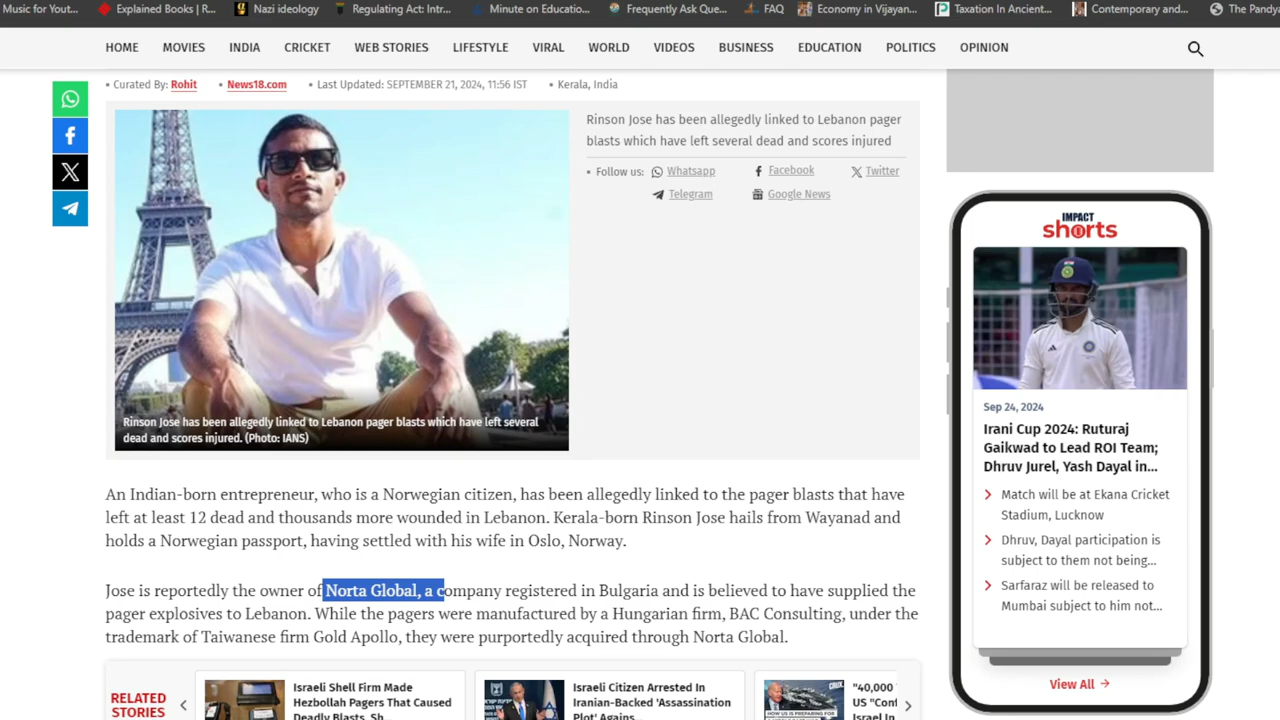 Music for Yout...
Explained Books | R...
Nazi ideology
Regulating Act: Intr...
Minute on Educatio...
Frequently Ask Que...
FAQ
Economy in Vijayan...
Taxation In Ancient...
Contemporary and...
The Pandya
HOME
MOVIES
INDIA
CRICKET
WEB STORIES
LIFESTYLE
VIRAL
WORLD
VIDEOS
BUSINESS
EDUCATION
POLITICS
OPINION
• Curated By: Rohit
• News18.com
• Last Updated: SEPTEMBER 21, 2024, 11:56 IST
• Kerala, India
Rinson Jose has been allegedly linked to Lebanon pager blasts which have left several
dead and scores injured. (Photo: IANS)
Rinson Jose has been allegedly linked to Lebanon pager
blasts which have left several dead and scores injured
• Follow us:
Whatsapp
Facebook
Twitter
Telegram
Google News
An Indian-born entrepreneur, who is a Norwegian citizen, has been allegedly linked to the pager blasts that have
left at least 12 dead and thousands more wounded in Lebanon. Kerala-born Rinson Jose hails from Wayanad and
holds a Norwegian passport, having settled with his wife in Oslo, Norway.
Jose is reportedly the owner of Norta Global, a company registered in Bulgaria and is believed to have supplied the
pager explosives to Lebanon. While the pagers were manufactured by a Hungarian firm, BAC Consulting, under the
trademark of Taiwanese firm Gold Apollo, they were purportedly acquired through Norta Global.
RELATED
STORIES
Israeli Shell Firm Made
Hezbollah Pagers That Caused
Deadly Blasts, Sh...
Israeli Citizen Arrested In
Iranian-Backed 'Assassination
Plot' Agains...
"40,000
US "Conf
Israel In
IMPACT
shorts
Sep 24, 2024
Irani Cup 2024: Ruturaj
Gaikwad to Lead ROI Team;
Dhruv Jurel, Yash Dayal in...
Match will be at Ekana Cricket
Stadium, Lucknow
Dhruv, Dayal participation is
subject to them not being...
Sarfaraz will be released to
Mumbai subject to him not...
View All